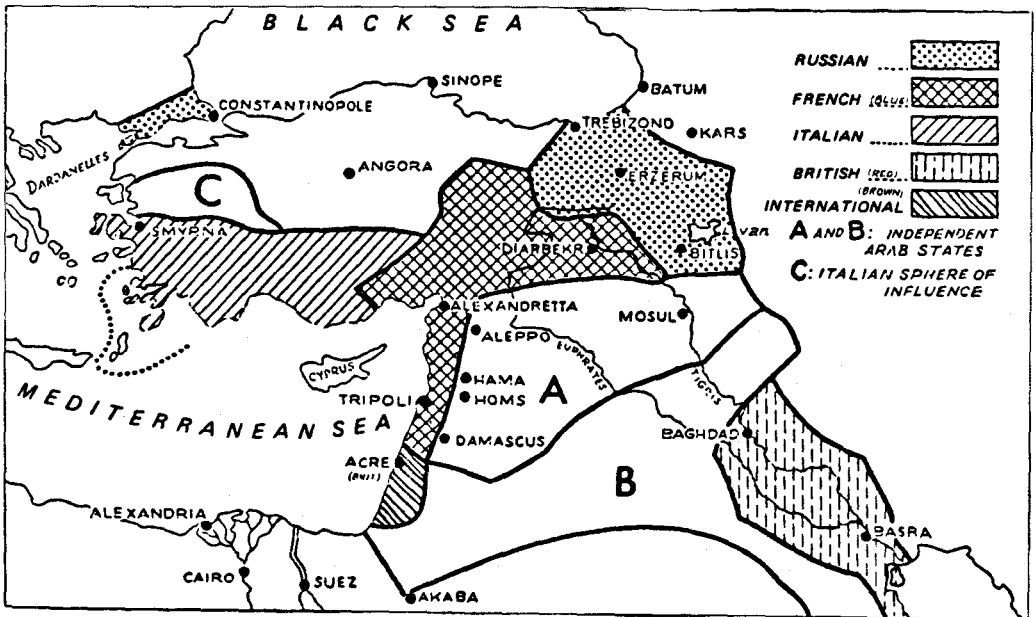 BLACK SEA
SINOPE
BATUM
CONSTANTINOPLE
TREBIZOND
KARS
DARDANELLES
ANGORA
ERZERUM
C
SMYRNA
DIARBEKR
van
BITLIS
CO
ALEXANDRETTA
MOSUL
ALEPPO
EUPHRATES
TIGRIS
CYPRUS
HAMA
A
HOMS
TRIPOLI
MEDITERRANEAN SEA
DAMASCUS
BAGHDAD
ACRE
(BRIT.)
B
ALEXANDRIA
BASRA
CAIRO
SUEZ
AKABA
RUSSIAN
FRENCH (BLUE)
ITALIAN
BRITISH (RED)
(BROWN)
INTERNATIONAL
A AND B: INDEPENDENT
ARAB STATES
C: ITALIAN SPHERE OF
INFLUENCE